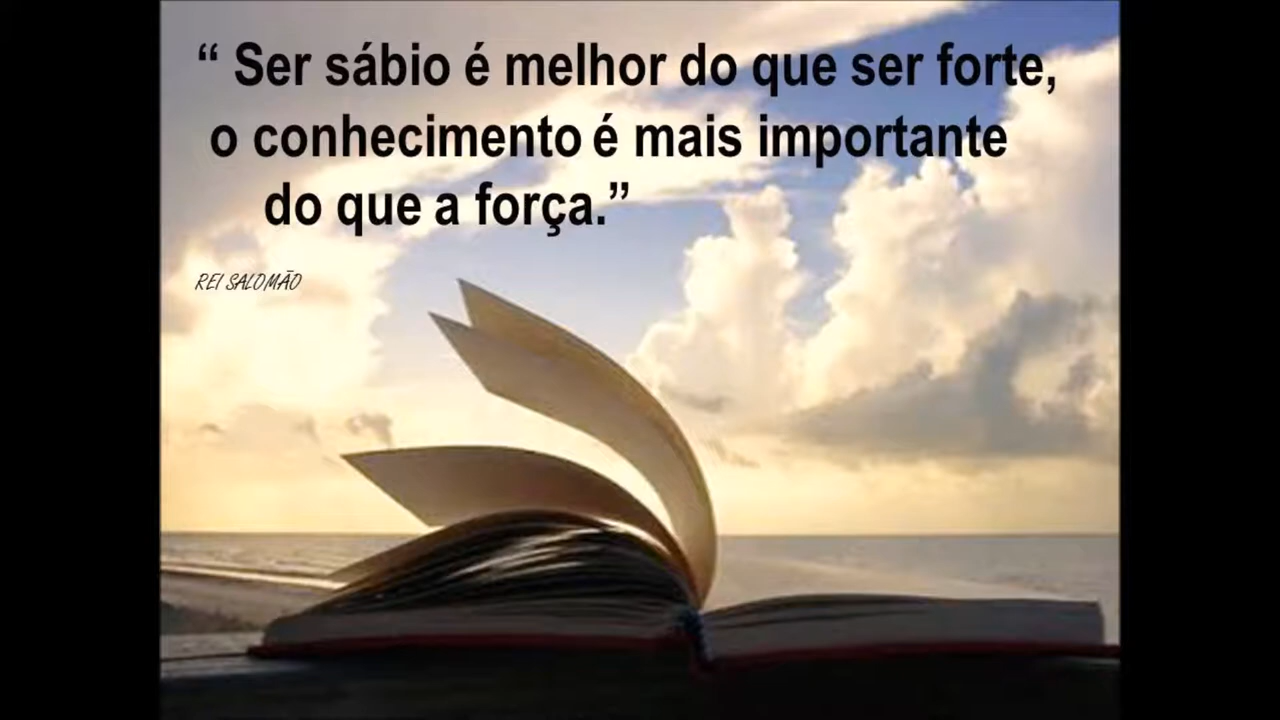 “ Ser sábio é melhor do que ser forte,
o conhecimento é mais importante
do que a força.”
REI SALOMÃO